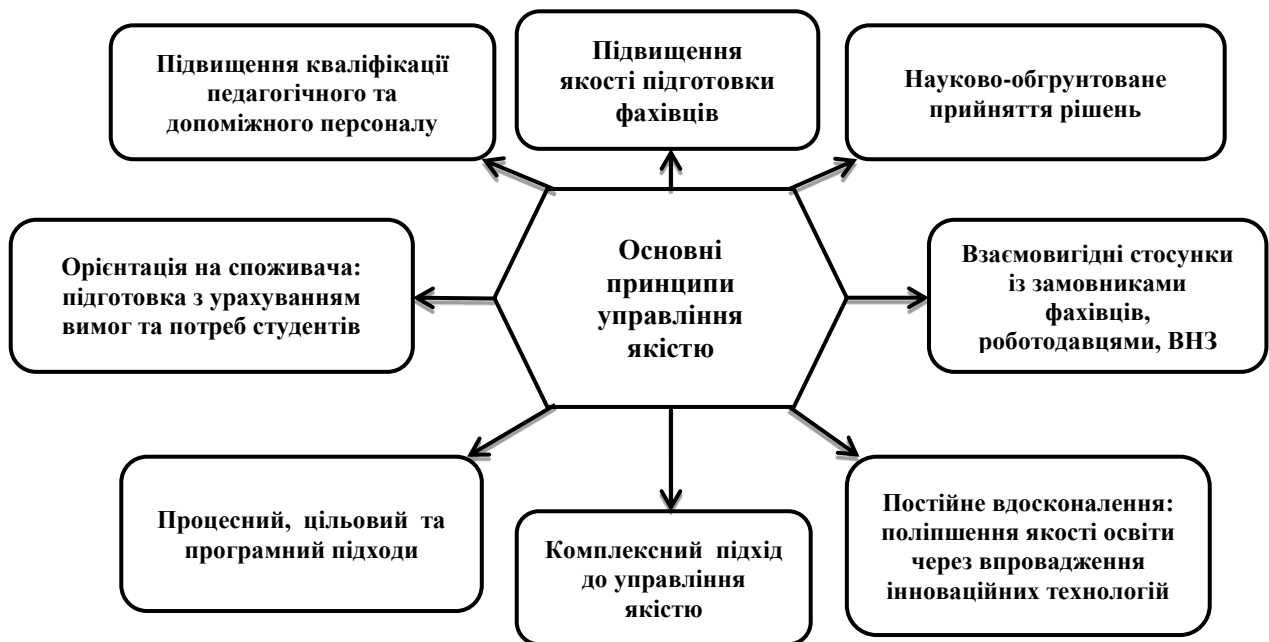 Підвищення кваліфікації
педагогічного та
допоміжного персоналу
Підвищення
якості підготовки
фахівців
Науково-обгрунтоване
прийняття рішень
Орієнтація на споживача:
підготовка з урахуванням
вимог та потреб студентів
Основні
принципи
управління
якістю
Взаємовигідні стосунки
із замовниками
фахівців,
роботодавцями, ВНЗ
Процесний, цільовий та
програмний підходи
Комплексний підхід
до управління
якістю
Постійне вдосконалення:
поліпшення якості освіти
через впровадження
інноваційних технологій